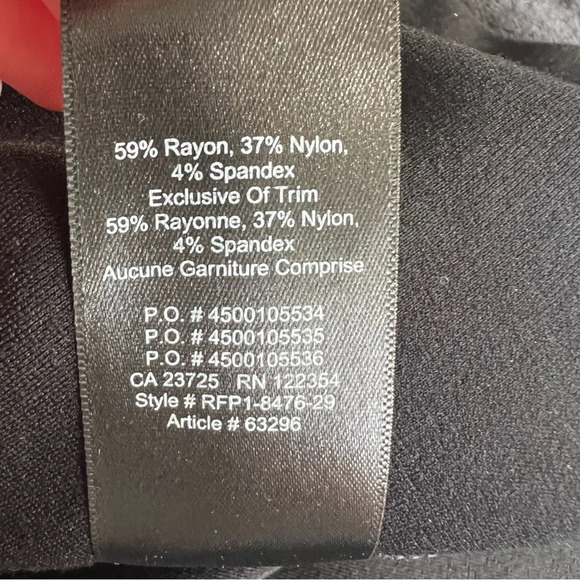 59% Rayon, 37% Nylon,
4% Spandex
Exclusive Of Trim
59% Rayonne, 37% Nylon,
4% Spandex
Aucune Garniture Comprise
P.O. # 4500105534
P.O. # 4500105535
P.O. # 4500105536
CA 23725 RN 122354
Style # RFP1-8476-29
Article # 63296